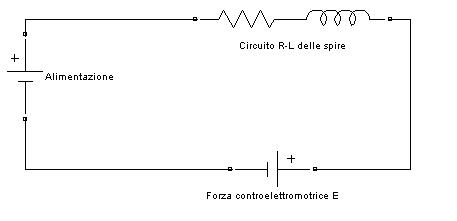 Circuito R-L delle spire
+
Alimentazione
+
Forza controelettromotrice E